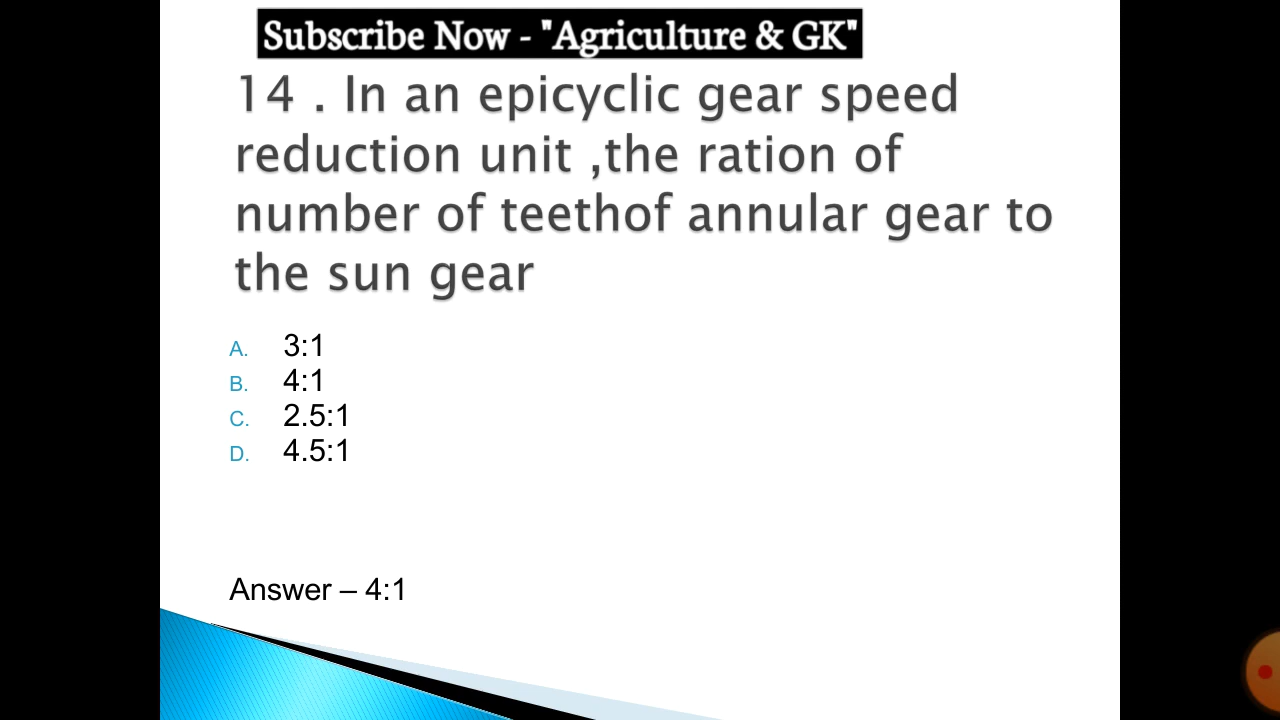 Subscribe Now - "Agriculture & GK"
14 . In an epicyclic gear speed
reduction unit ,the ration of
number of teethof annular gear to
the sun gear
A. 3:1
B. 4:1
C. 2.5:1
D. 4.5:1
Answer – 4:1